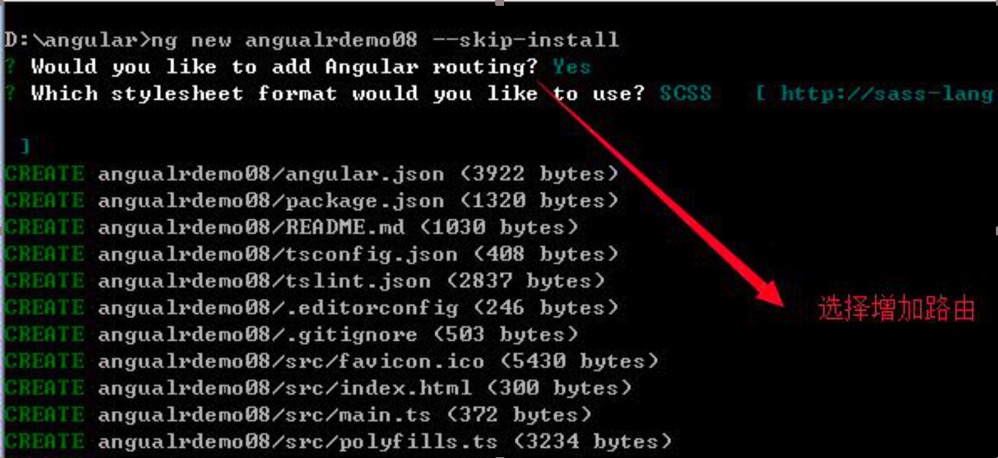 D:\angular>ng new angualrdemo08 --skip-install
? Would you like to add Angular routing? Yes
? Which stylesheet format would you like to use? SCSS   [ http://sass-lang
]
CREATE angualrdemo08/angular.json (3922 bytes)
CREATE angualrdemo08/package.json (1320 bytes)
CREATE angualrdemo08/README.md (1030 bytes)
CREATE angualrdemo08/tsconfig.json (408 bytes)
CREATE angualrdemo08/tslint.json (2837 bytes)
CREATE angualrdemo08/.editorconfig (246 bytes)
选择增加路由
CREATE angualrdemo08/.gitignore (503 bytes)
CREATE angualrdemo08/src/favicon.ico (5430 bytes)
CREATE angualrdemo08/src/index.html (300 bytes)
CREATE angualrdemo08/src/main.ts (372 bytes)
CREATE angualrdemo08/src/polyfills.ts (3234 bytes)